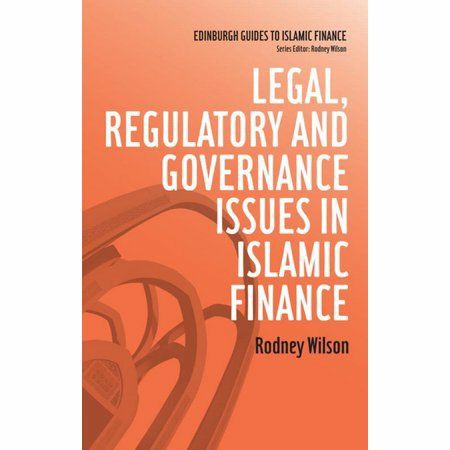 EDINBURGH GUIDES TO ISLAMIC FINANCE
Series Editor: Rodney Wilson
LEGAL,
REGULATORY AND
GOVERNANCE
ISSUES IN
ISLAMIC
FINANCE
Rodney Wilson